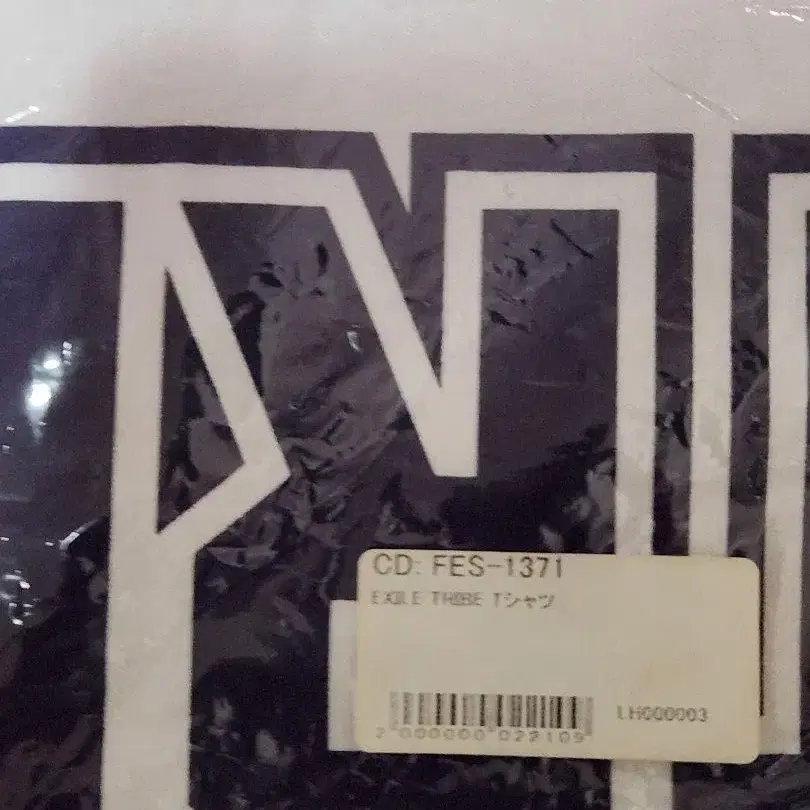 CD: FES-1371
EXILE TRIBE Tシャツ
LH000003
2 000000 022109